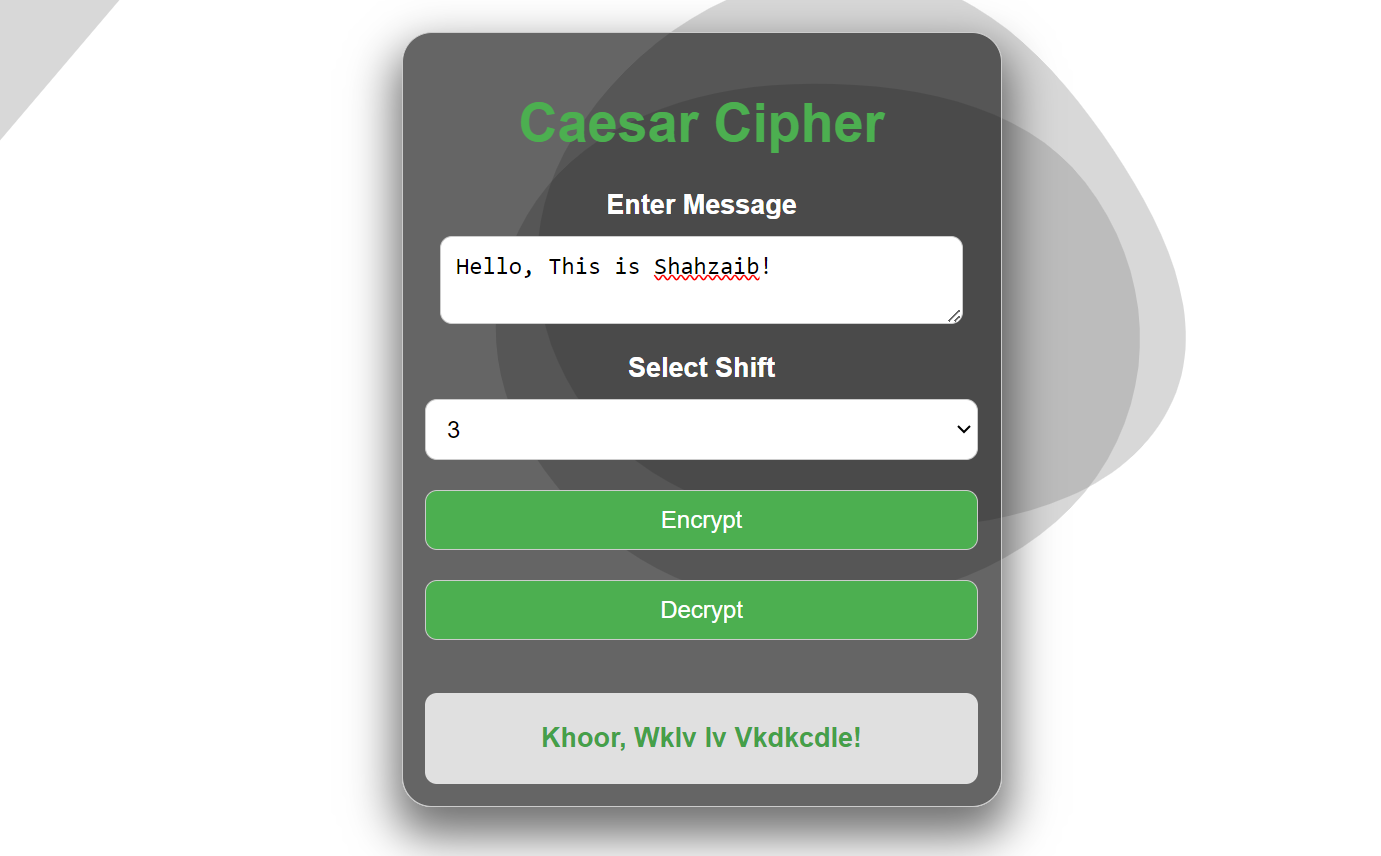 Caesar Cipher
Enter Message
Hello, This is Shahzaib!
Select Shift
3
Encrypt
Decrypt
Khoor, Wklv lv Vkdkcdle!